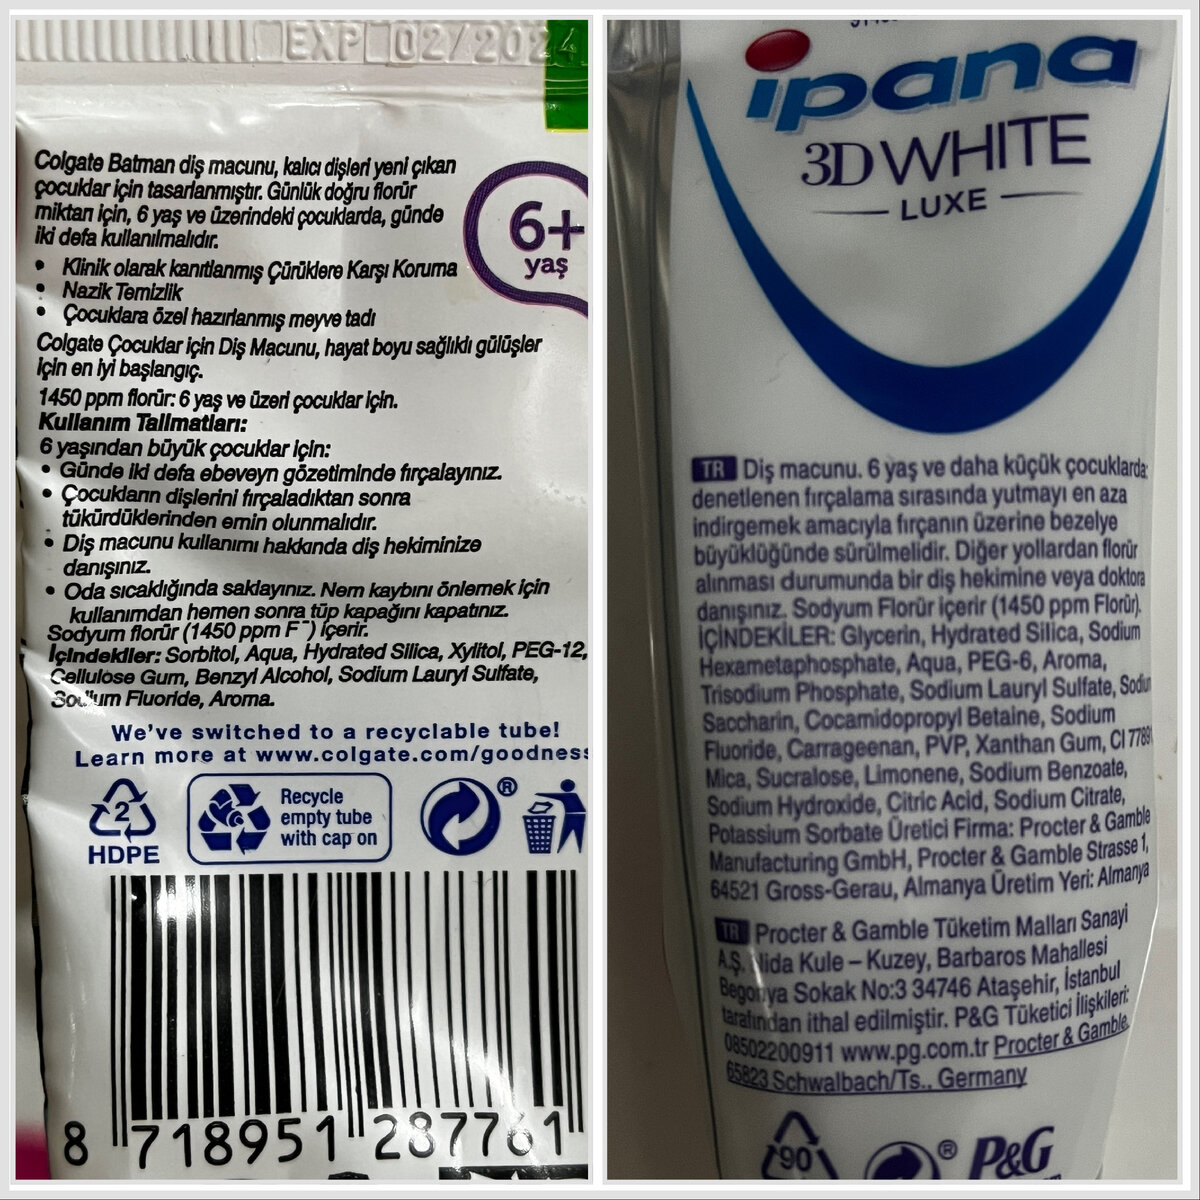 EXP 02/2024
Colgate Batman diş macunu, kalıcı dişleri yeni çıkan
çocuklar için tasarlanmıştır. Günlük doğru florür
miktarı için, 6 yaş ve üzerindeki çocuklarda, günde
iki defa kullanılmalıdır.
• Klinik olarak kanıtlanmış Çürüklere Karşı Koruma
• Nazik Temizlik
• Çocuklara özel hazırlanmış meyve tadı
Colgate Çocuklar için Diş Macunu, hayat boyu sağlıklı gülüşler
için en iyi başlangıç.
1450 ppm florür: 6 yaş ve üzeri çocuklar için.
Kullanım Talimatları:
6 yaşından büyük çocuklar için:
• Günde iki defa ebeveyn gözetiminde fırçalayınız.
• Çocukların dişlerini fırçaladıktan sonra
tükürdüklerinden emin olunmalıdır.
• Diş macunu kullanımı hakkında diş hekiminize
danışınız.
• Oda sıcaklığında saklayınız. Nem kaybını önlemek için
kullanımdan hemen sonra tüp kapağını kapatınız.
Sodyum florür (1450 ppm F⁻) içerir.
İçindekiler: Sorbitol, Aqua, Hydrated Silica, Xylitol, PEG-12,
Cellulose Gum, Benzyl Alcohol, Sodium Lauryl Sulfate,
Sodium Fluoride, Aroma.
6+
yaş
We've switched to a recyclable tube!
Learn more at www.colgate.com/goodness
2
HDPE
Recycle
empty tube
with cap on
®
8 718951 287761
ipana
3D WHITE
LUXE
TR Diş macunu. 6 yaş ve daha küçük çocuklarda
denetlenen fırçalama sırasında yutmayı en aza
indirgemek amacıyla fırçanın üzerine bezelye
büyüklüğünde sürülmelidir. Diğer yollardan florür
alınması durumunda bir diş hekimine veya doktora
danışınız. Sodyum Florür içerir (1450 ppm Florür).
İÇİNDEKİLER: Glycerin, Hydrated Silica, Sodium
Hexametaphosphate, Aqua, PEG-6, Aroma,
Trisodium Phosphate, Sodium Lauryl Sulfate, Sodiu
Saccharin, Cocamidopropyl Betaine, Sodium
Fluoride, Carrageenan, PVP, Xanthan Gum, CI 77891
Mica, Sucralose, Limonene, Sodium Benzoate,
Sodium Hydroxide, Citric Acid, Sodium Citrate,
Potassium Sorbate Üretici Firma: Procter & Gamble
Manufacturing GmbH, Procter & Gamble Strasse 1,
64521 Gross-Gerau, Almanya Üretim Yeri: Almanya
TR Procter & Gamble Tüketim Malları Sanayi
A.Ş. Nida Kule – Kuzey, Barbaros Mahallesi
Begonya Sokak No:3 34746 Ataşehir, İstanbul
tarafından ithal edilmiştir. P&G Tüketici İlişkileri:
08502200911 www.pg.com.tr Procter & Gamble,
65823 Schwalbach/Ts., Germany
90
® P&G